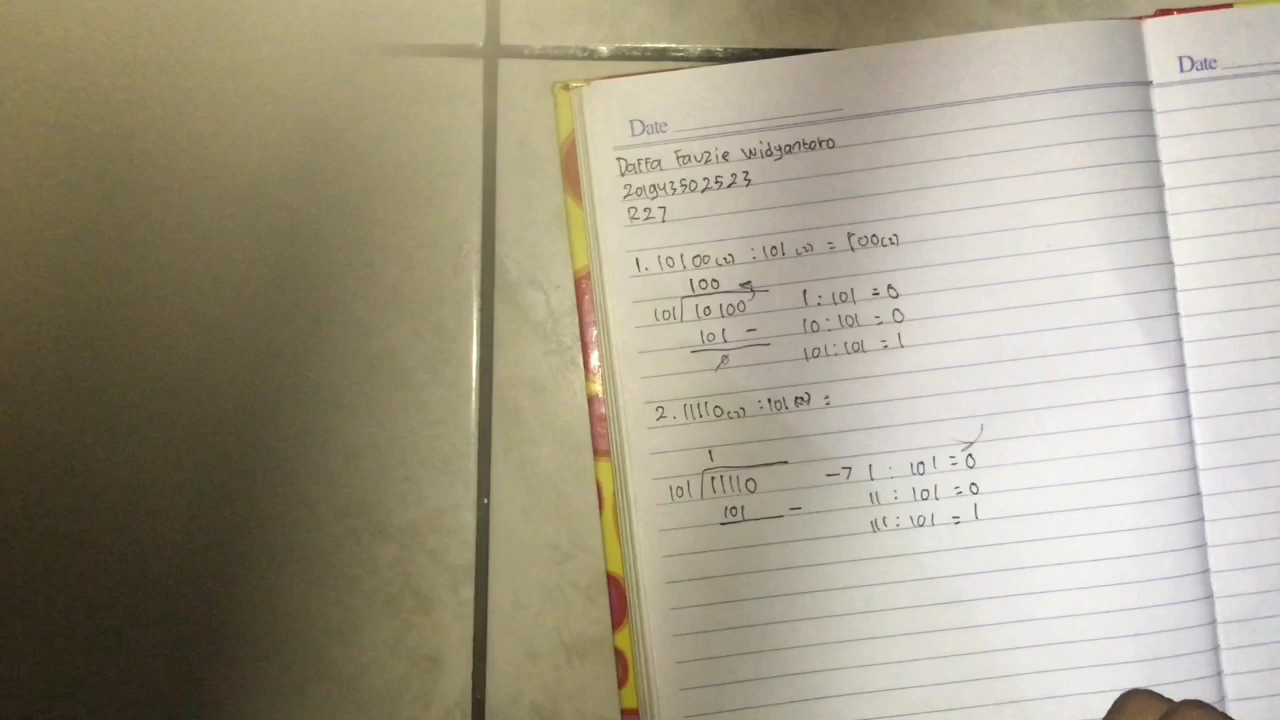 Date
Date
Daffa Fauzie Widyantoro
201943502523
R27
1. 10100(2) : 101(2) = 100(2)
100
101 10100 1 : 101 = 0
101 - 10 : 101 = 0
0 101 : 101 = 1
2. 11110(2) : 101(2) =
1
101 11110 → 1 : 101 = 0
101 - 11 : 101 = 0
111 : 101 = 1